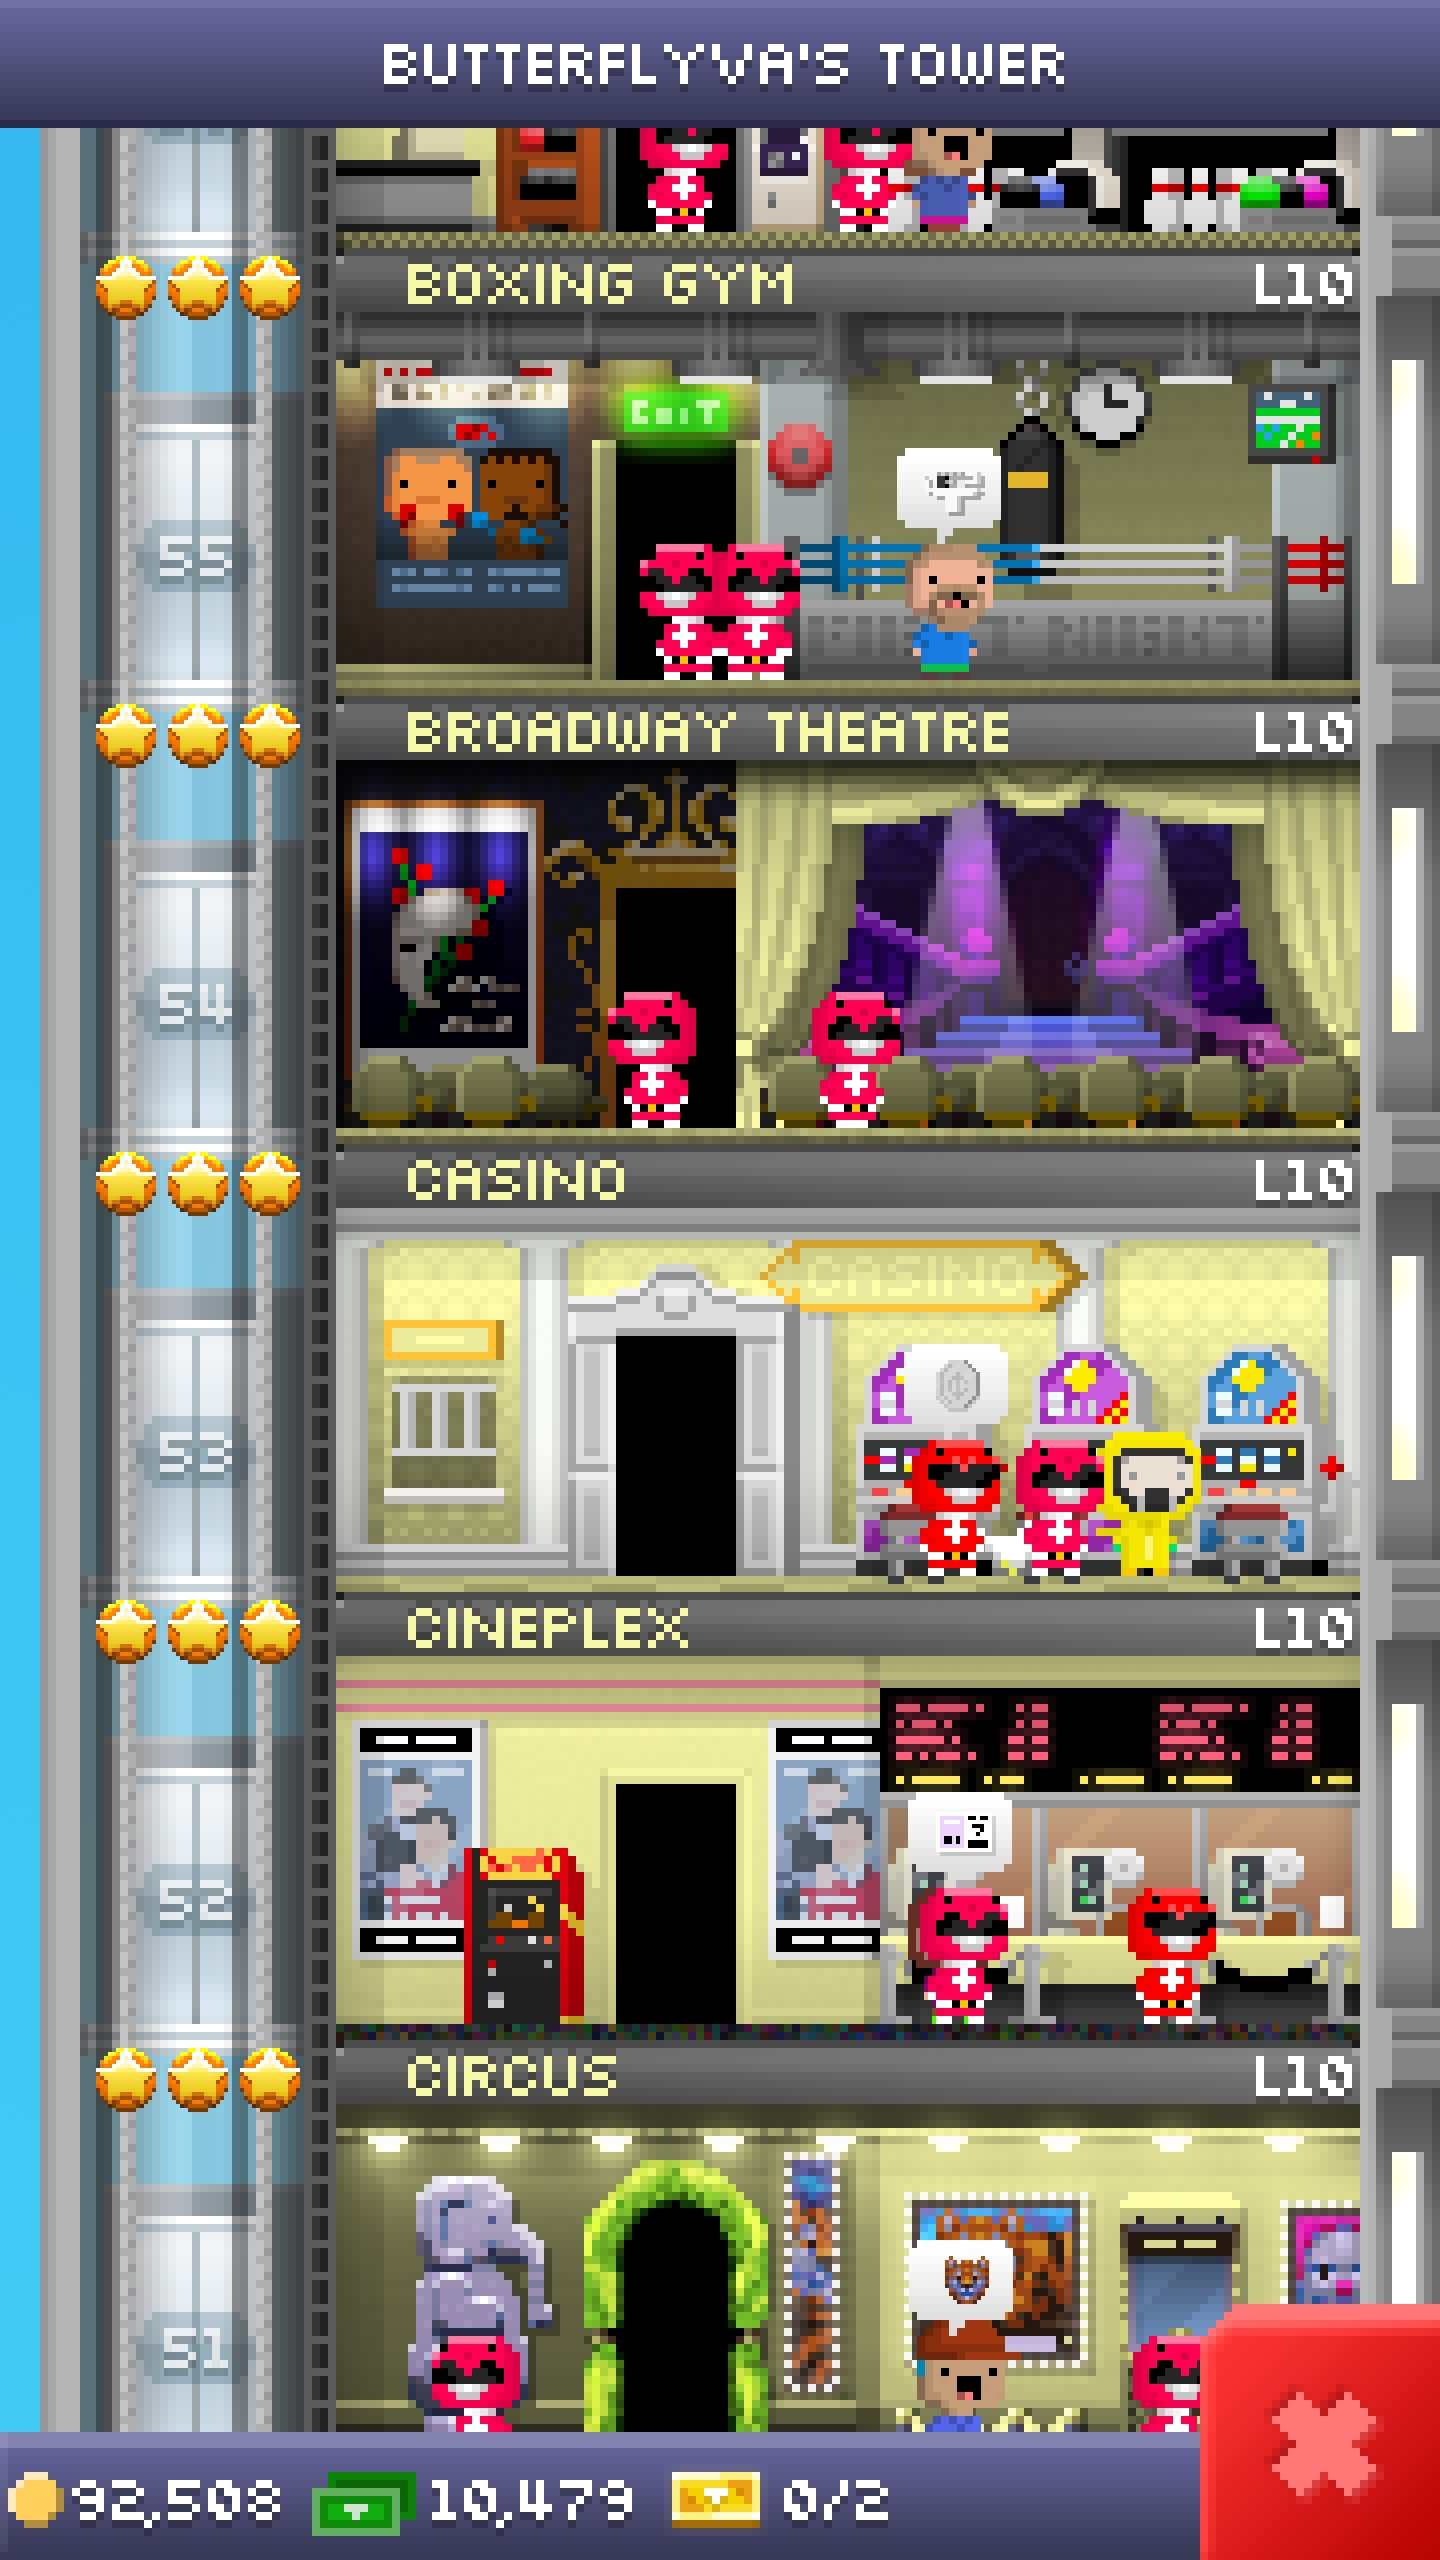 BUTTERFLYVA'S TOWER
BOXING GYM L10
EXIT
55
BROADWAY THEATRE L10
54
CASINO L10
CASINO
53
CINEPLEX L10
52
CIRCUS L10
51
92,508 10,479 0/2